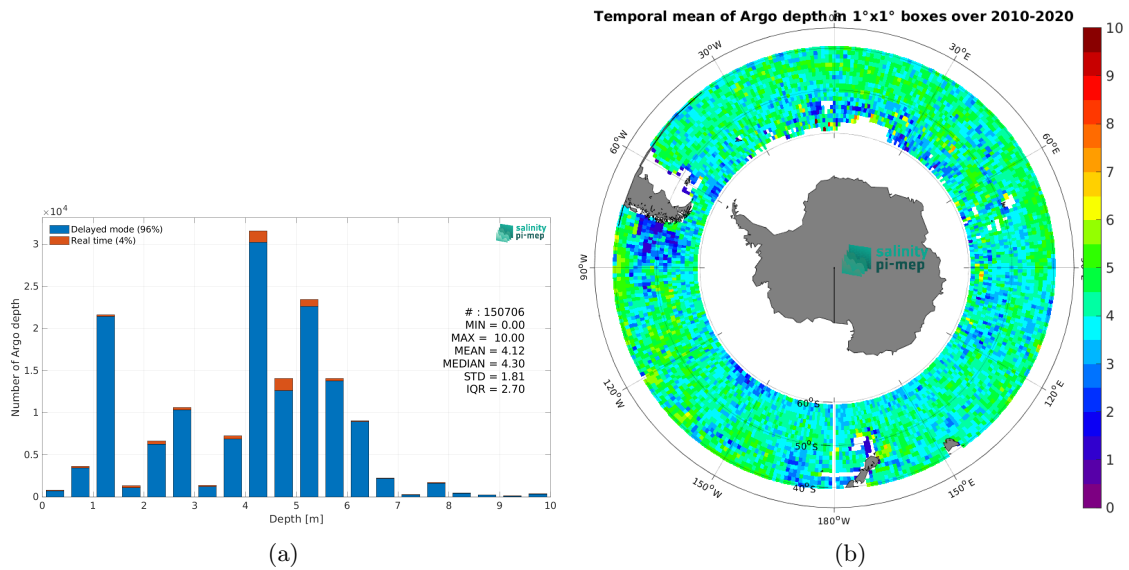 ×10⁴
Delayed mode (96%)
Real time (4%)
salinity
pi-mep
# : 150706
MIN = 0.00
MAX = 10.00
MEAN = 4.12
MEDIAN = 4.30
STD = 1.81
IQR = 2.70
Number of Argo depth
3
2.5
2
1.5
1
0.5
0
0 1 2 3 4 5 6 7 8 9 10
Depth [m]
(a)
Temporal mean of Argo depth in 1°x1° boxes over 2010-2020
30°W
30°E
60°W
60°E
90°W
salinity
pi-mep
120°W
120°E
60°S
50°S
40°S
150°W
150°E
180°W
10
9
8
7
6
5
4
3
2
1
0
(b)